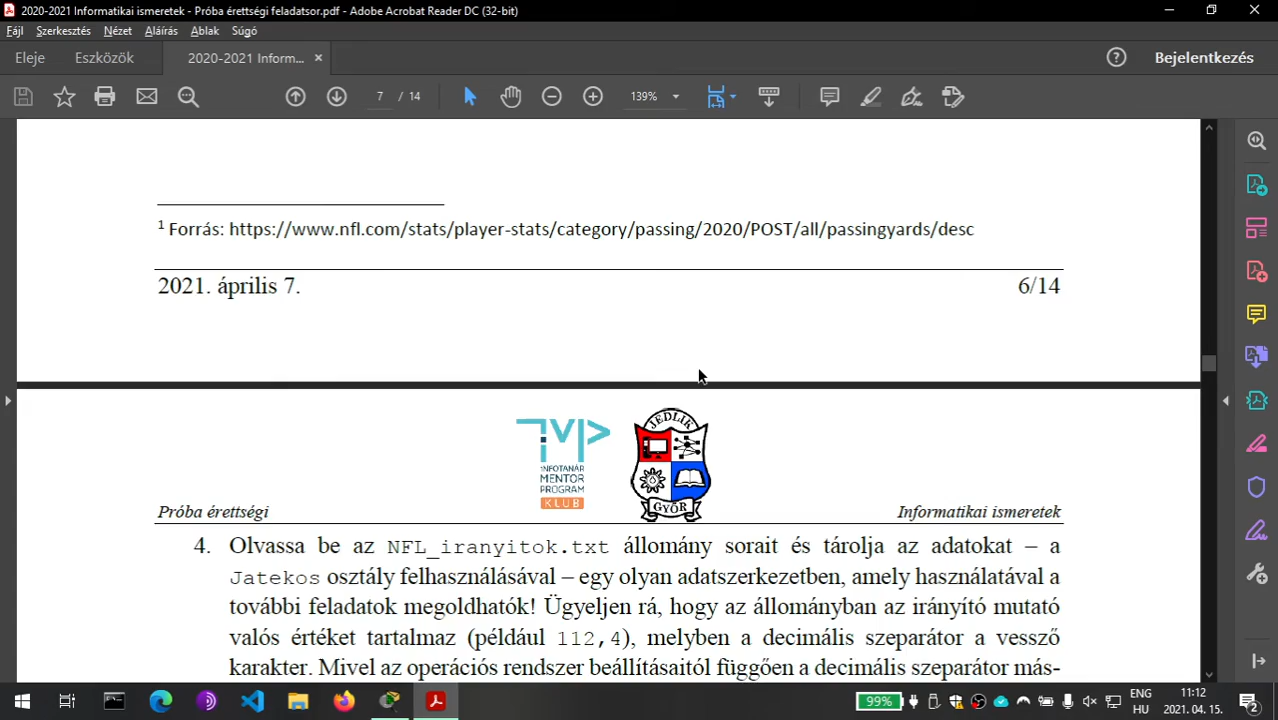 2020-2021 Informatikai ismeretek - Próba érettségi feladatsor.pdf - Adobe Acrobat Reader DC (32-bit)
Fájl Szerkesztés Nézet Aláírás Ablak Súgó
Eleje Eszközök 2020-2021 Inform... × Bejelentkezés
7 / 14 139%
1 Forrás: https://www.nfl.com/stats/player-stats/category/passing/2020/POST/all/passingyards/desc
2021. április 7. 6/14
INFOTANÁR
MENTOR
PROGRAM
KLUB
JEDLIK
GYŐR
Próba érettségi Informatikai ismeretek
4. Olvassa be az NFL_iranyitok.txt állomány sorait és tárolja az adatokat – a
Jatekos osztály felhasználásával – egy olyan adatszerkezetben, amely használatával a
további feladatok megoldhatók! Ügyeljen rá, hogy az állományban az irányító mutató
valós értéket tartalmaz (például 112,4), melyben a decimális szeparátor a vessző
karakter. Mivel az operációs rendszer beállításaitól függően a decimális szeparátor más-
99% ENG 11:12
HU 2021. 04. 15. 2